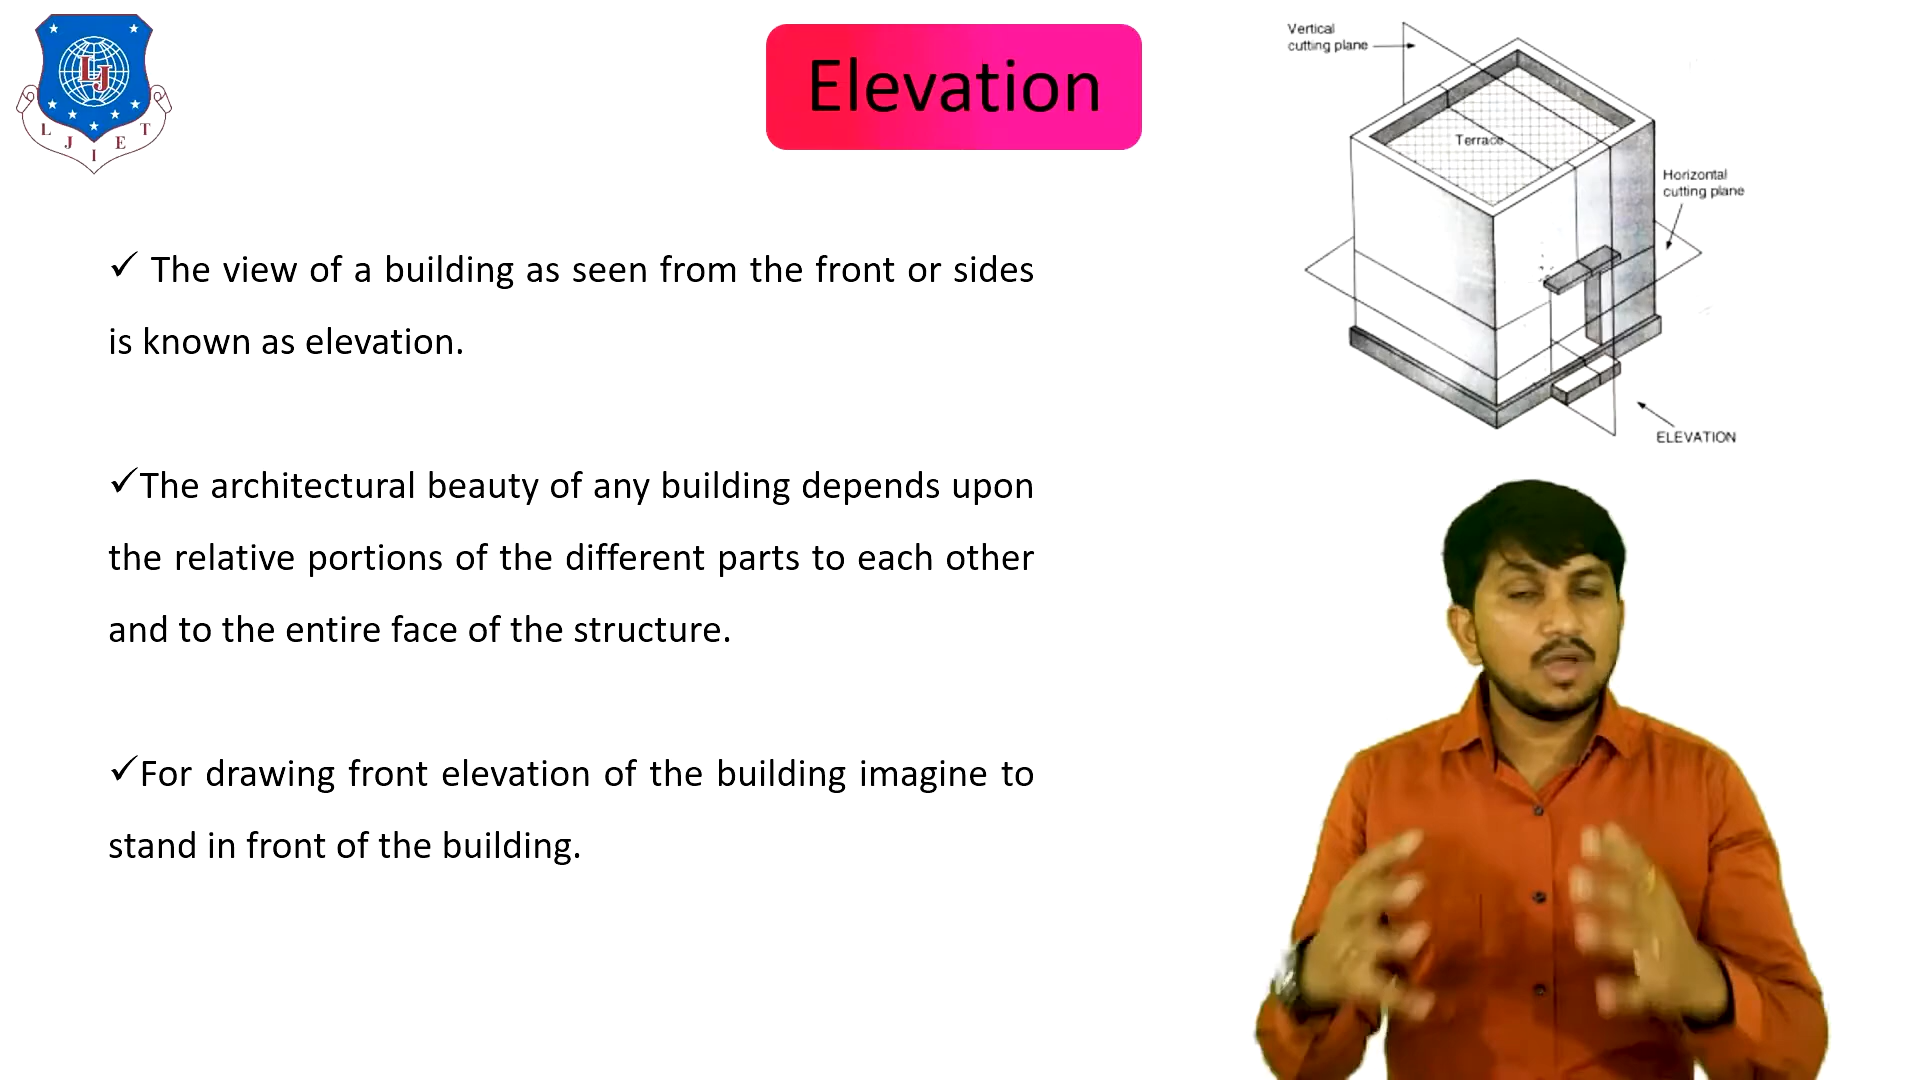 LJ
L J I E T
Elevation
Vertical
cutting plane
Terrace
Horizontal
cutting plane
ELEVATION
✓ The view of a building as seen from the front or sides
is known as elevation.
✓The architectural beauty of any building depends upon
the relative portions of the different parts to each other
and to the entire face of the structure.
✓For drawing front elevation of the building imagine to
stand in front of the building.